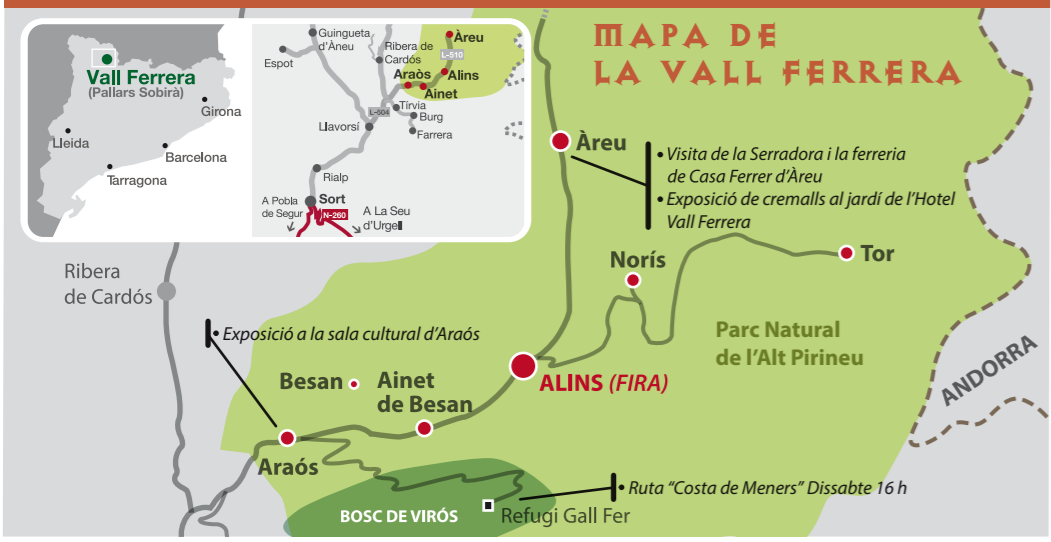 MAPA DE
LA VALL FERRERA
Vall Ferrera
(Pallars Sobirà)
Girona
Lleida
Barcelona
Tarragona
Guingueta
d'Àneu
Espot
Ribera de
Cardós
Àreu
L-510
Araòs
Alins
Ainet
L-504
Tírvia
Burg
Farrera
Llavorsí
Rialp
A Pobla
de Segur
Sort
N-260
A La Seu
d'Urgell
Àreu
• Visita de la Serradora i la ferreria
de Casa Ferrer d'Àreu
• Exposició de cremalls al jardí de l'Hotel
Vall Ferrera
Ribera
de Cardós
Norís
Tor
• Exposició a la sala cultural d'Araós
Parc Natural
de l'Alt Pirineu
ANDORRA
Besan
Ainet
de Besan
ALINS (FIRA)
Araós
• Ruta "Costa de Meners" Dissabte 16 h
BOSC DE VIRÓS
Refugi Gall Fer